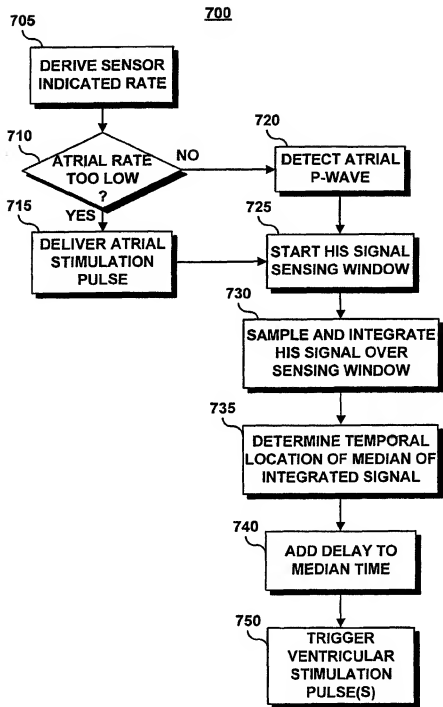 700
705
DERIVE SENSOR
INDICATED RATE
710
ATRIAL RATE
TOO LOW
?
NO
YES
715
DELIVER ATRIAL
STIMULATION
PULSE
720
DETECT ATRIAL
P-WAVE
725
START HIS SIGNAL
SENSING WINDOW
730
SAMPLE AND INTEGRATE
HIS SIGNAL OVER
SENSING WINDOW
735
DETERMINE TEMPORAL
LOCATION OF MEDIAN OF
INTEGRATED SIGNAL
740
ADD DELAY TO
MEDIAN TIME
750
TRIGGER
VENTRICULAR
STIMULATION
PULSE(S)